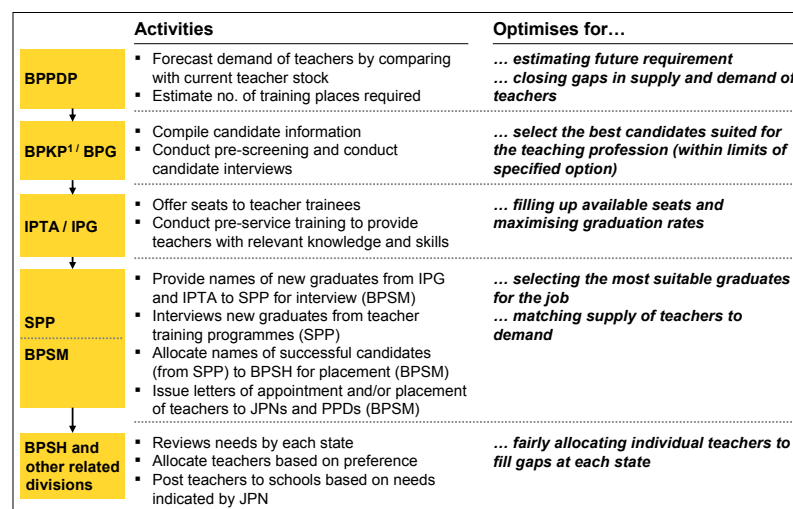 Activities
Optimises for…
BPPDP
▪ Forecast demand of teachers by comparing
with current teacher stock
▪ Estimate no. of training places required
… estimating future requirement
… closing gaps in supply and demand of
teachers
BPKP1 / BPG
▪ Compile candidate information
▪ Conduct pre-screening and conduct
candidate interviews
… select the best candidates suited for
the teaching profession (within limits of
specified option)
IPTA / IPG
▪ Offer seats to teacher trainees
▪ Conduct pre-service training to provide
teachers with relevant knowledge and skills
… filling up available seats and
maximising graduation rates
SPP
BPSM
▪ Provide names of new graduates from IPG
and IPTA to SPP for interview (BPSM)
▪ Interviews new graduates from teacher
training programmes (SPP)
▪ Allocate names of successful candidates
(from SPP) to BPSH for placement (BPSM)
▪ Issue letters of appointment and/or placement
of teachers to JPNs and PPDs (BPSM)
… selecting the most suitable graduates
for the job
… matching supply of teachers to
demand
BPSH and
other related
divisions
▪ Reviews needs by each state
▪ Allocate teachers based on preference
▪ Post teachers to schools based on needs
indicated by JPN
… fairly allocating individual teachers to
fill gaps at each state